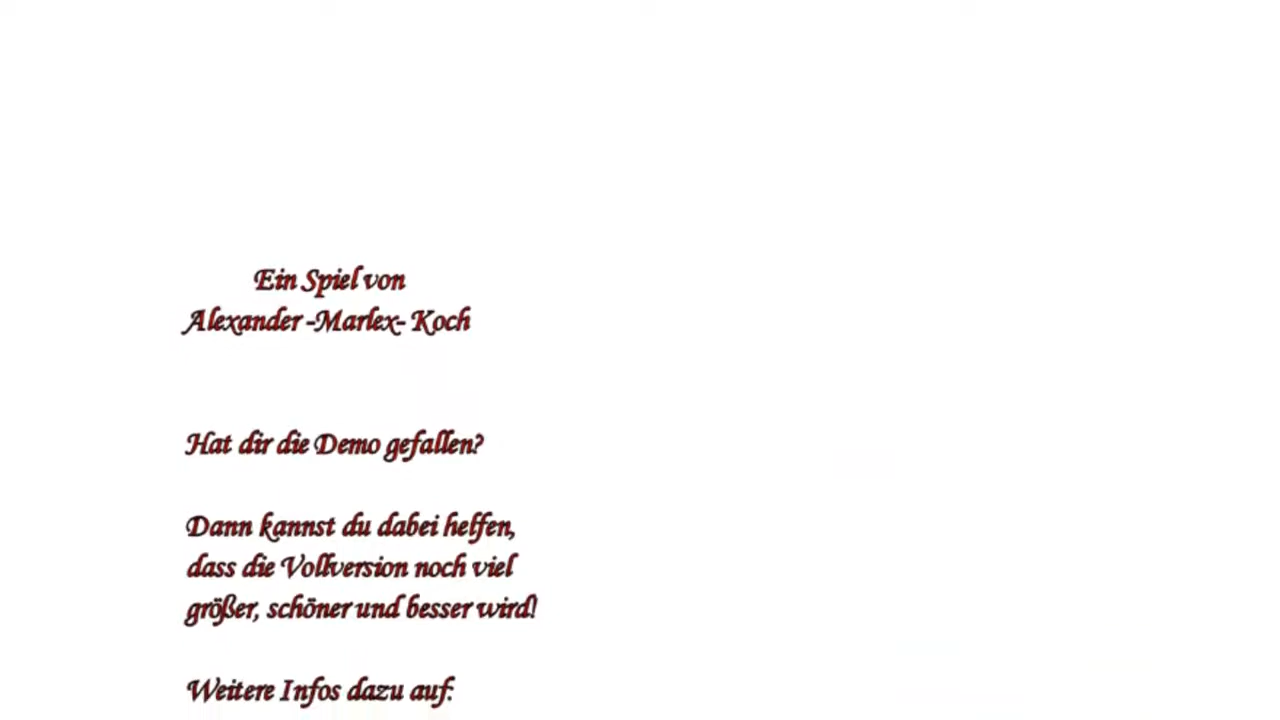 Ein Spiel von
Alexander -Marlex- Koch
Hat dir die Demo gefallen?
Dann kannst du dabei helfen,
dass die Vollversion noch viel
größer, schöner und besser wird!
Weitere Infos dazu auf: